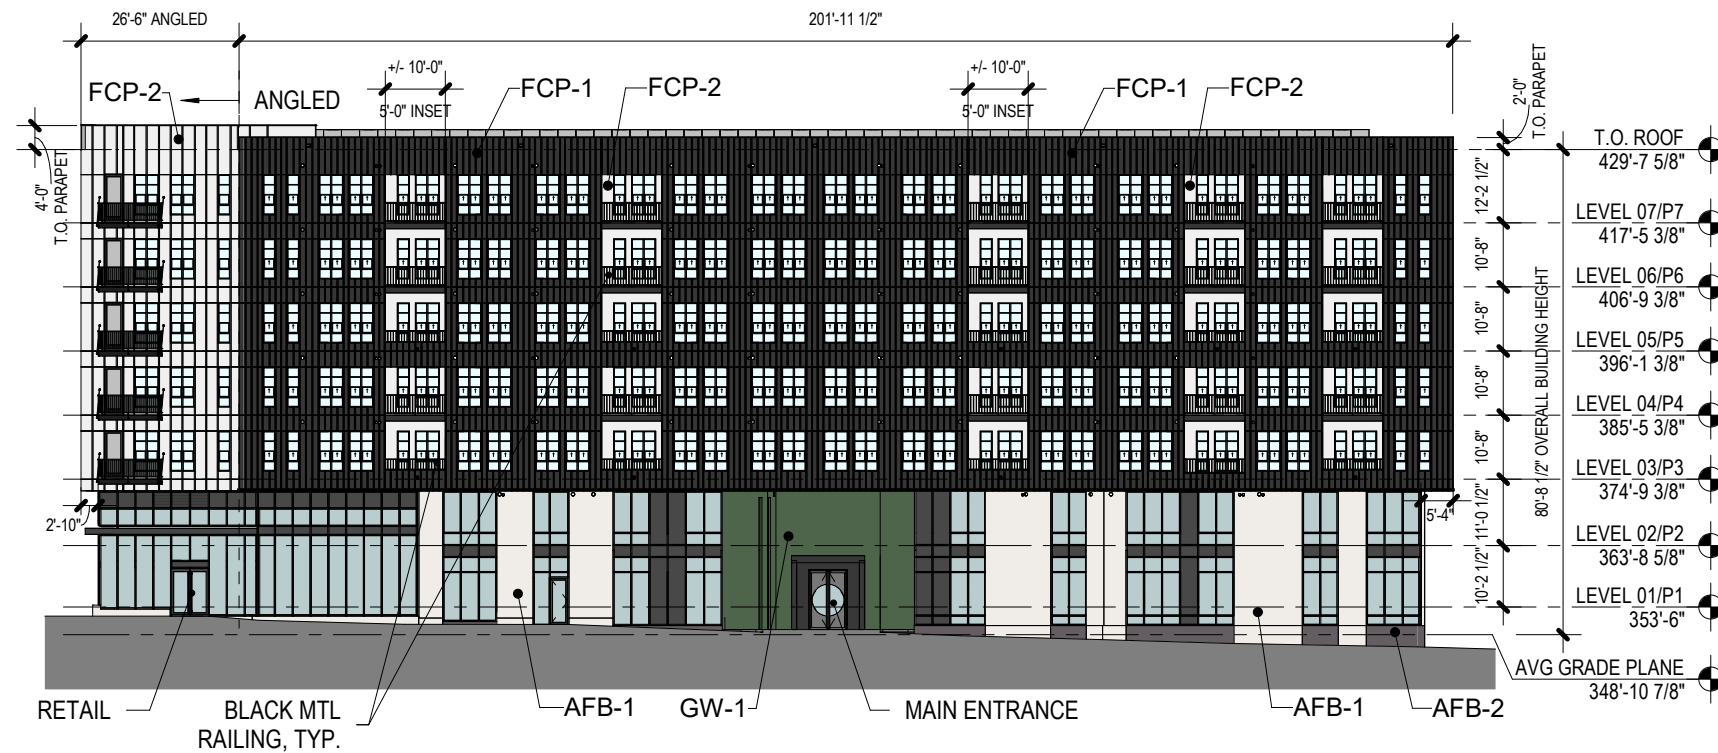 26'-6" ANGLED
201'-11 1/2"
+/- 10'-0"
5'-0" INSET
+/- 10'-0"
5'-0" INSET
FCP-2
ANGLED
FCP-1
FCP-2
FCP-1
FCP-2
2'-0"
T.O. PARAPET
4'-0"
T.O. PARAPET
T.O. ROOF
429'-7 5/8"
12'-2 1/2"
LEVEL 07/P7
417'-5 3/8"
10'-8"
LEVEL 06/P6
406'-9 3/8"
10'-8"
LEVEL 05/P5
396'-1 3/8"
10'-8"
LEVEL 04/P4
385'-5 3/8"
10'-8"
LEVEL 03/P3
374'-9 3/8"
11'-0 1/2"
LEVEL 02/P2
363'-8 5/8"
10'-2 1/2"
LEVEL 01/P1
353'-6"
80'-8 1/2" OVERALL BUILDING HEIGHT
2'-10"
5'-4"
AVG GRADE PLANE
348'-10 7/8"
RETAIL
BLACK MTL
RAILING, TYP.
AFB-1
GW-1
MAIN ENTRANCE
AFB-1
AFB-2